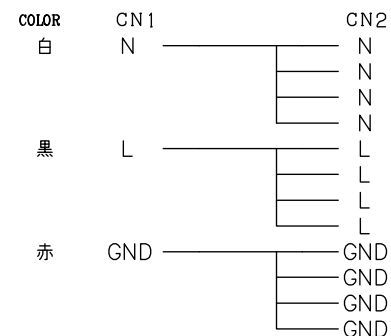 COLOR CN1 CN2
白 N N
N
N
N
黒 L L
L
L
L
赤 GND GND
GND
GND
GND